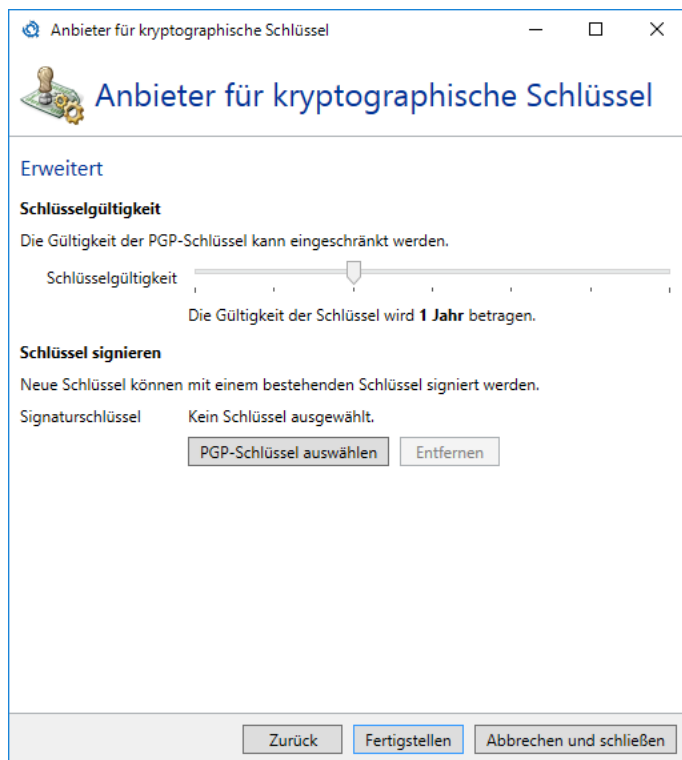 Anbieter für kryptographische Schlüssel
Anbieter für kryptographische Schlüssel
Erweitert
Schlüsselgültigkeit
Die Gültigkeit der PGP-Schlüssel kann eingeschränkt werden.
Schlüsselgültigkeit
Die Gültigkeit der Schlüssel wird 1 Jahr betragen.
Schlüssel signieren
Neue Schlüssel können mit einem bestehenden Schlüssel signiert werden.
Signaturschlüssel Kein Schlüssel ausgewählt.
PGP-Schlüssel auswählen Entfernen
Zurück Fertigstellen Abbrechen und schließen